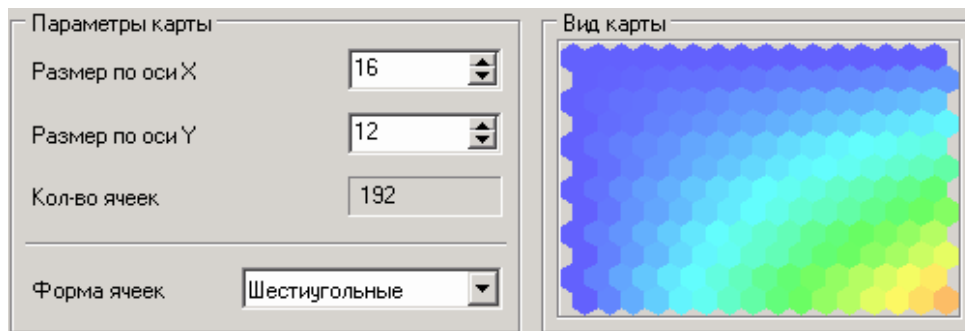 Параметры карты
Размер по оси X
16
Размер по оси Y
12
Кол-во ячеек
192
Форма ячеек
Шестиугольные
Вид карты